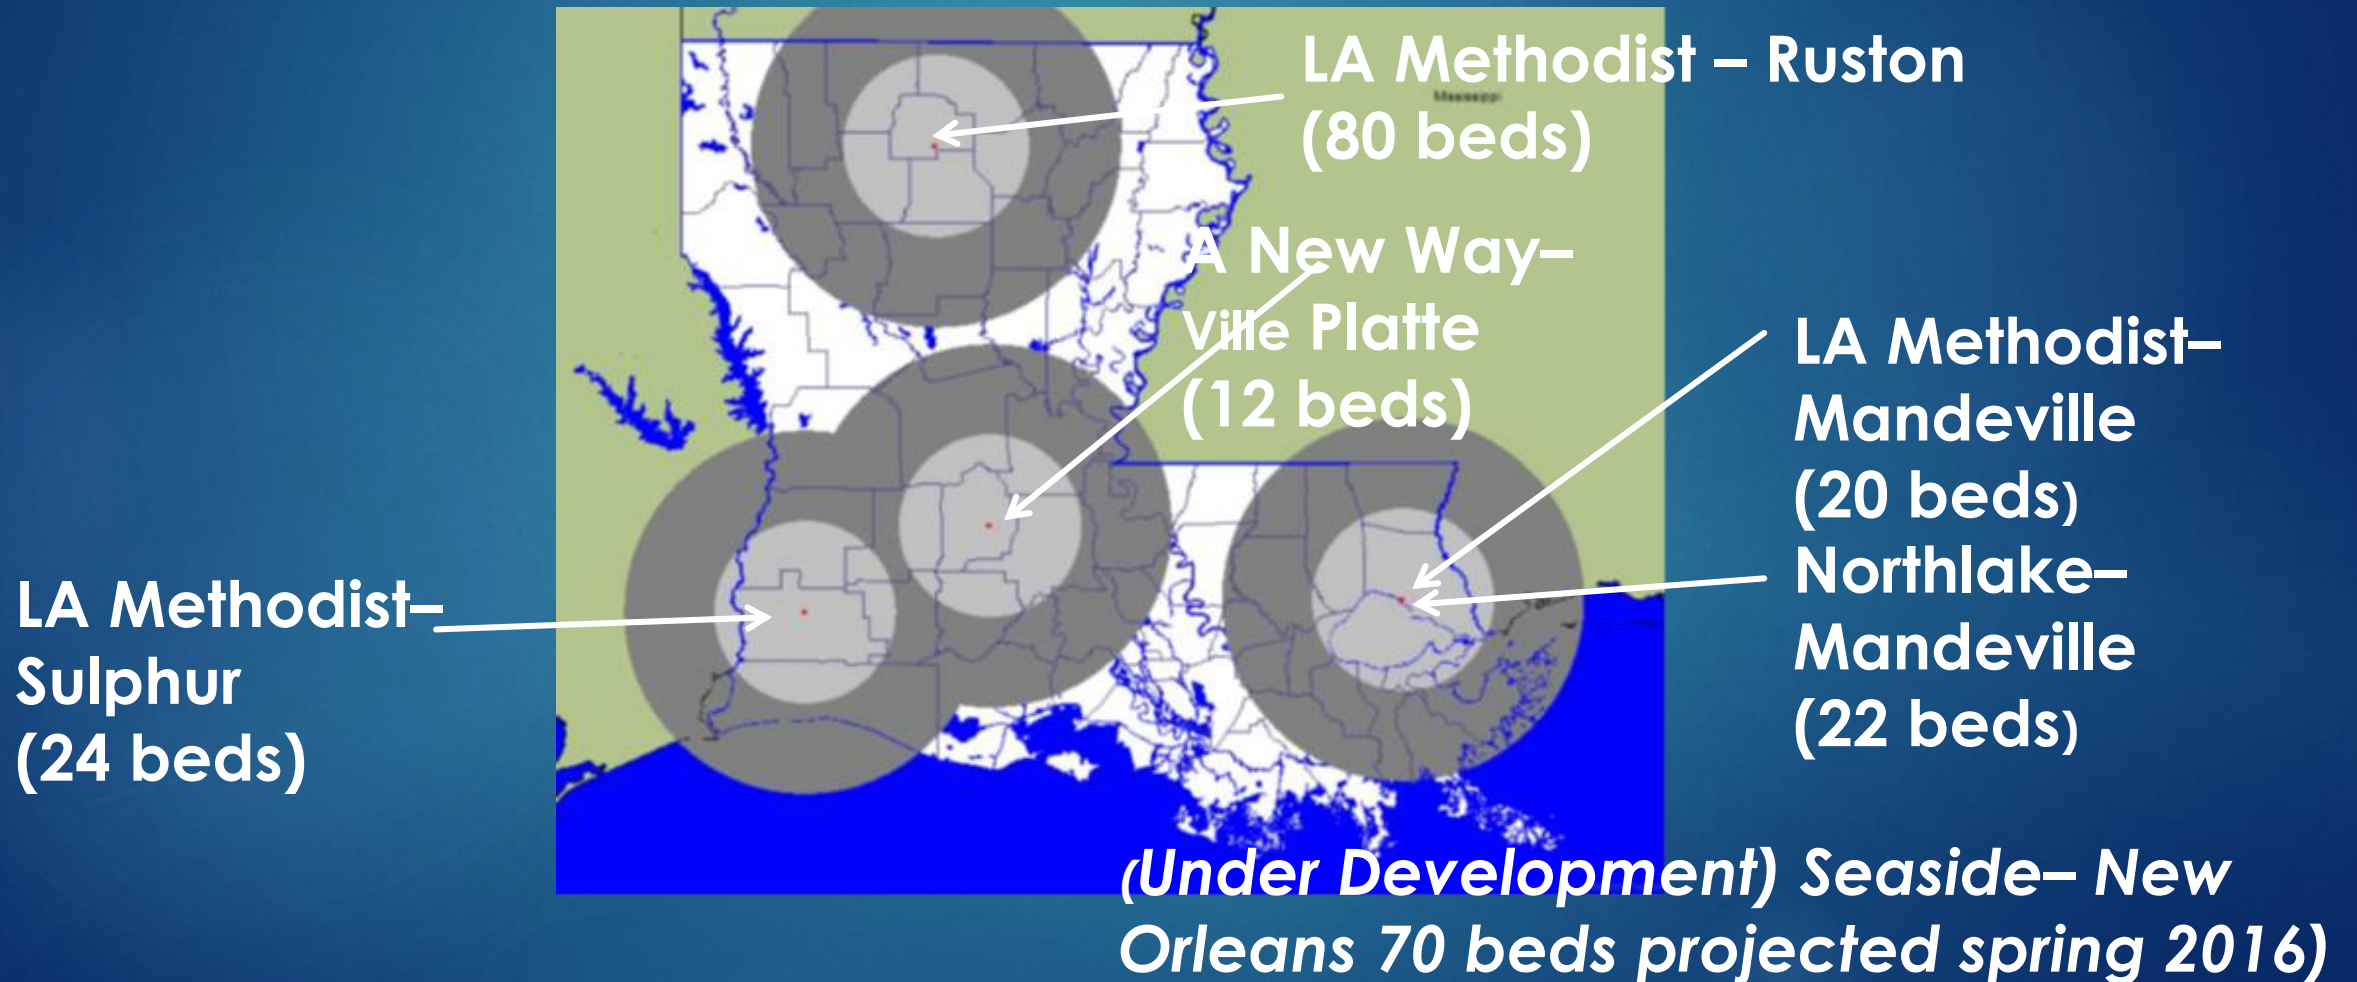 LA Methodist – Ruston
Mississippi
(80 beds)
A New Way–
Ville Platte
(12 beds)
LA Methodist–
Mandeville
(20 beds)
Northlake–
Mandeville
(22 beds)
LA Methodist–
Sulphur
(24 beds)
(Under Development) Seaside– New
Orleans 70 beds projected spring 2016)